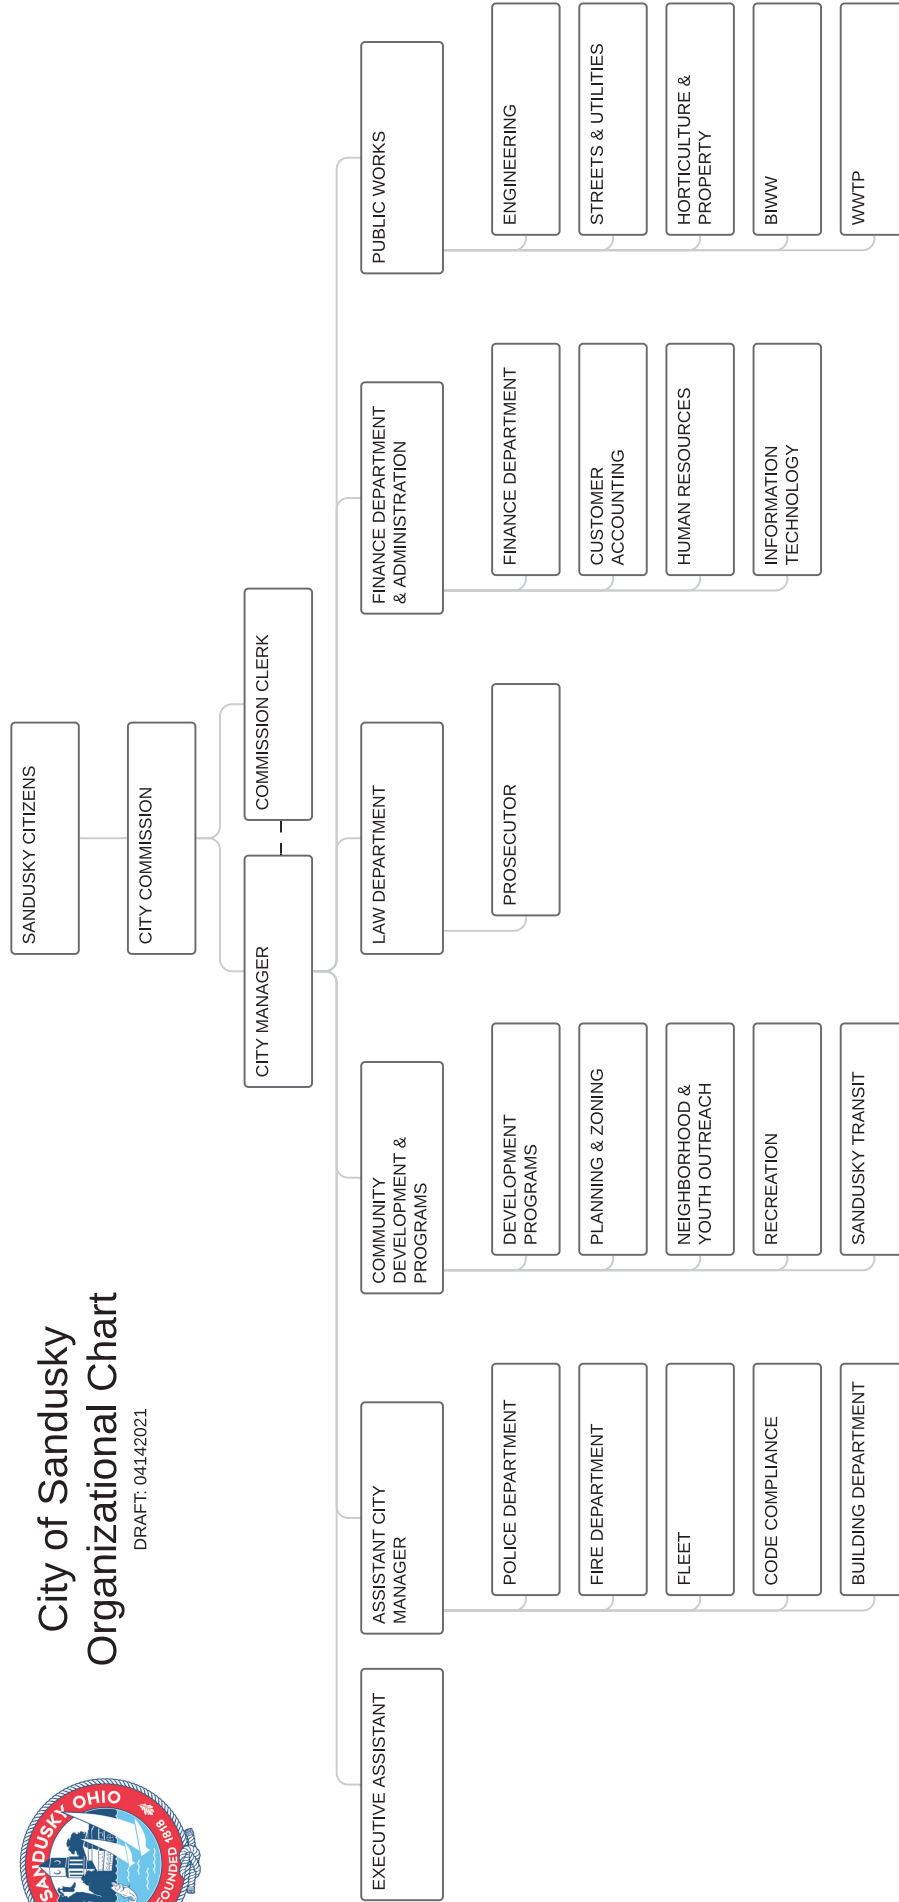 SANDUSKY OHIO
FOUNDED 1818
City of Sandusky
Organizational Chart
DRAFT: 04142021
SANDUSKY CITIZENS
CITY COMMISSION
CITY MANAGER
COMMISSION CLERK
EXECUTIVE ASSISTANT
ASSISTANT CITY
MANAGER
COMMUNITY
DEVELOPMENT &
PROGRAMS
LAW DEPARTMENT
FINANCE DEPARTMENT
& ADMINISTRATION
PUBLIC WORKS
POLICE DEPARTMENT
FIRE DEPARTMENT
FLEET
CODE COMPLIANCE
BUILDING DEPARTMENT
DEVELOPMENT
PROGRAMS
PLANNING & ZONING
NEIGHBORHOOD &
YOUTH OUTREACH
RECREATION
SANDUSKY TRANSIT
PROSECUTOR
FINANCE DEPARTMENT
CUSTOMER
ACCOUNTING
HUMAN RESOURCES
INFORMATION
TECHNOLOGY
ENGINEERING
STREETS & UTILITIES
HORTICULTURE &
PROPERTY
BIWW
WWTP